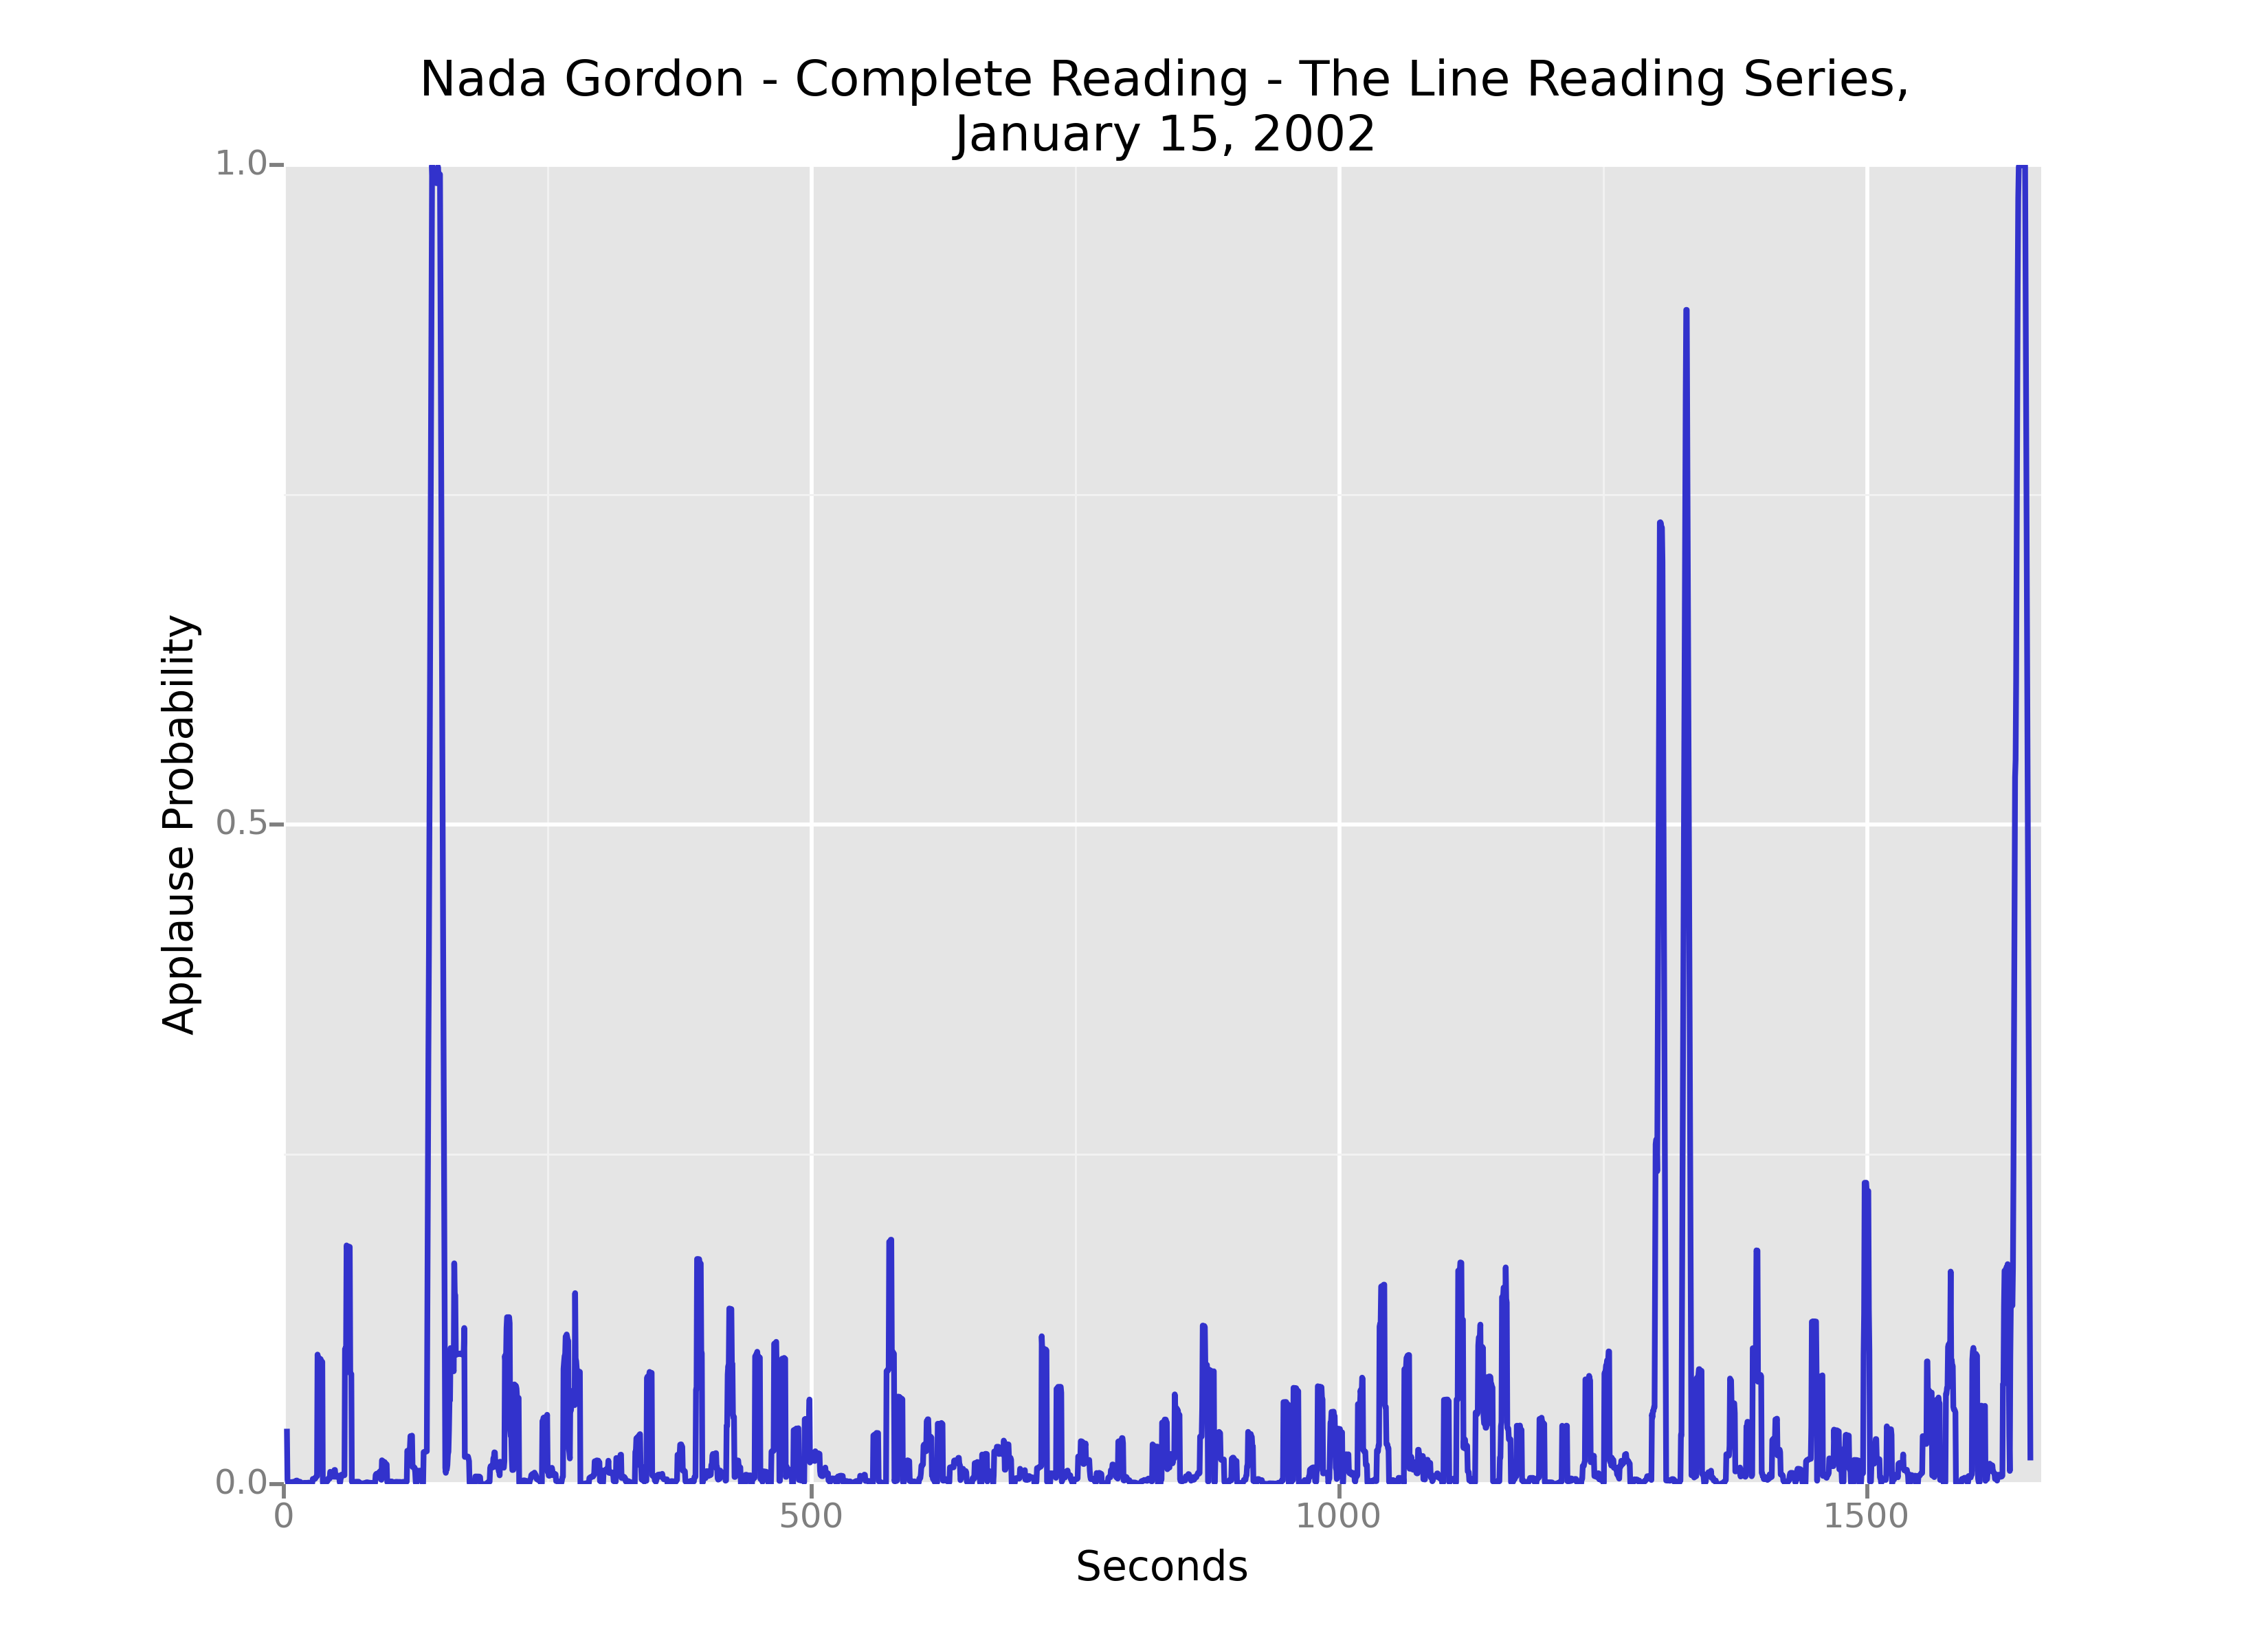 Nada Gordon - Complete Reading - The Line Reading Series,
January 15, 2002
1.0
0.5
0.0
Applause Probability
0
500
1000
1500
Seconds